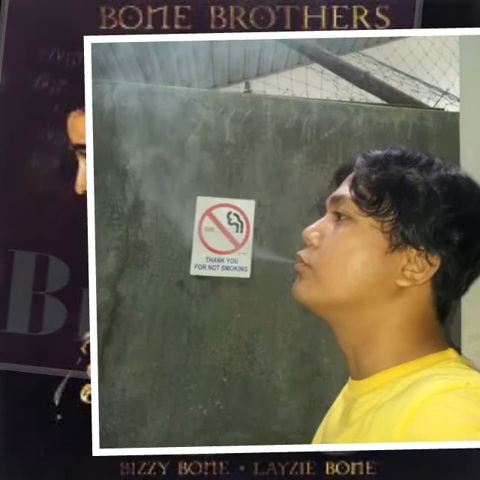 BONE BROTHERS
THANK YOU
FOR NOT SMOKING
BIZZY BONE • LAYZIE BONE